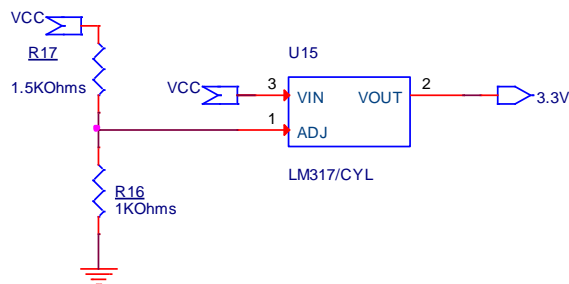 VCC
R17
1.5KOhms
U15
VCC
3
VIN
VOUT
2
3.3V
1
ADJ
LM317/CYL
R16
1KOhms